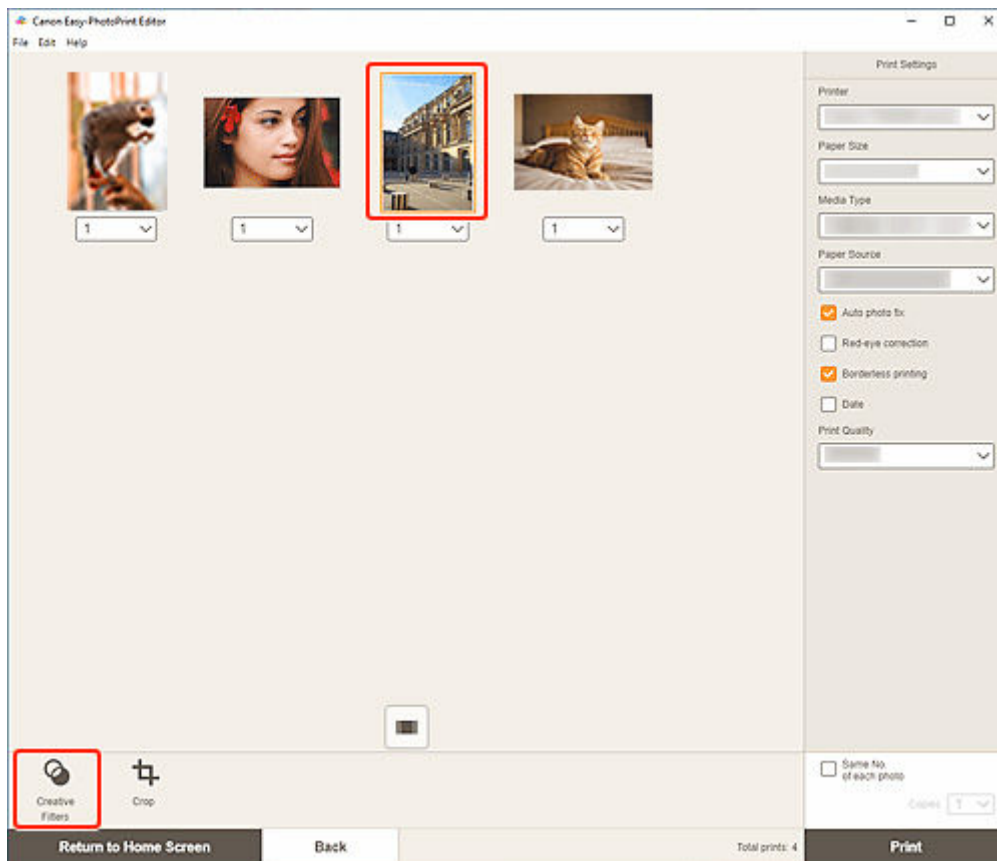 Canon Easy-PhotoPrint Editor
File Edit Help
Print Settings
Printer
Paper Size
Media Type
Paper Source
Auto photo fix
Red-eye correction
Borderless printing
Date
Print Quality
1 1 1 1
Creative
Filters
Crop
Same No.
of each photo
Copies 1
Return to Home Screen
Back
Total prints: 4
Print